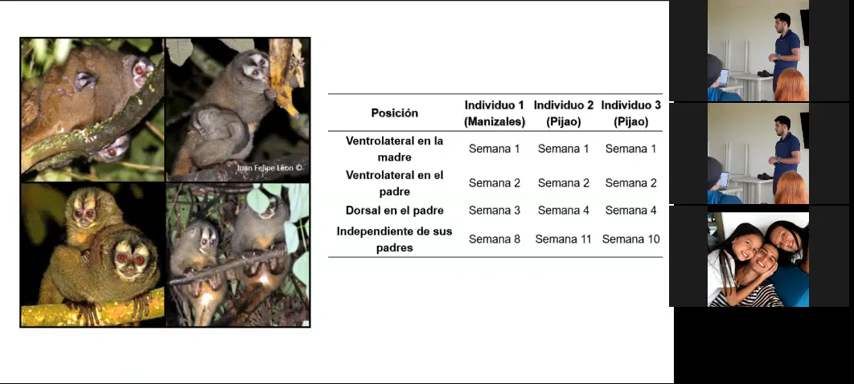 Juan Felipe León ©
Posición
Individuo 1 (Manizales)
Individuo 2 (Pijao)
Individuo 3 (Pijao)
Ventrolateral en la madre
Semana 1
Semana 1
Semana 1
Ventrolateral en el padre
Semana 2
Semana 2
Semana 2
Dorsal en el padre
Semana 3
Semana 4
Semana 4
Independiente de sus padres
Semana 8
Semana 11
Semana 10